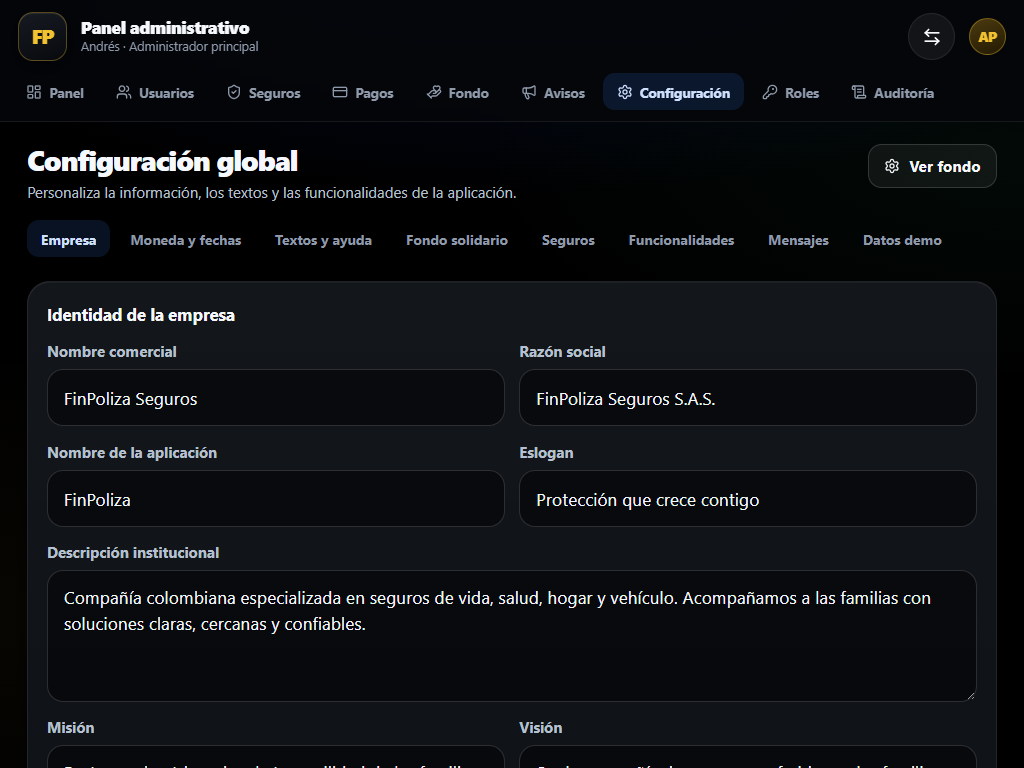 FP
Panel administrativo
Andrés · Administrador principal
AP
Panel
Usuarios
Seguros
Pagos
Fondo
Avisos
Configuración
Roles
Auditoría
Configuración global
Personaliza la información, los textos y las funcionalidades de la aplicación.
Ver fondo
Empresa
Moneda y fechas
Textos y ayuda
Fondo solidario
Seguros
Funcionalidades
Mensajes
Datos demo
Identidad de la empresa
Nombre comercial
FinPoliza Seguros
Razón social
FinPoliza Seguros S.A.S.
Nombre de la aplicación
FinPoliza
Eslogan
Protección que crece contigo
Descripción institucional
Compañía colombiana especializada en seguros de vida, salud, hogar y vehículo. Acompañamos a las familias con
soluciones claras, cercanas y confiables.
Misión
Visión